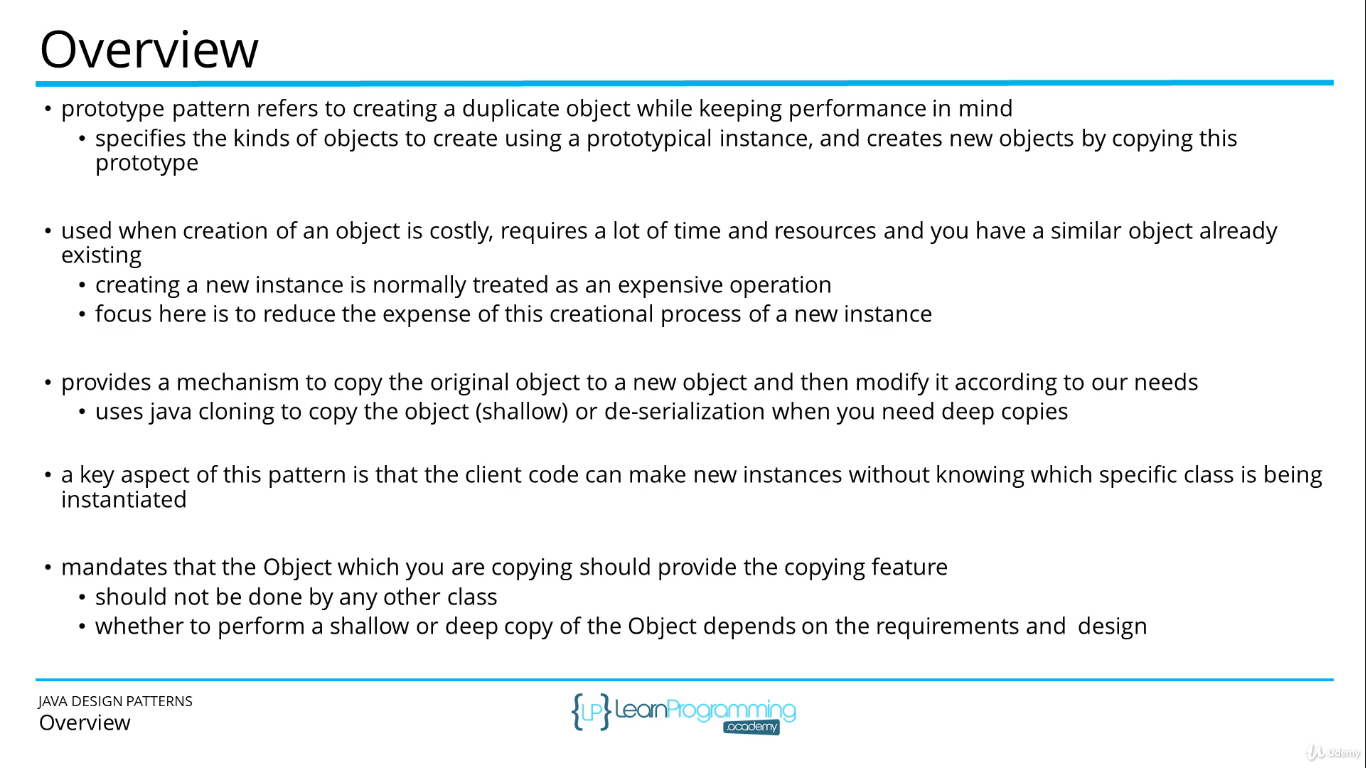 Overview
• prototype pattern refers to creating a duplicate object while keeping performance in mind
• specifies the kinds of objects to create using a prototypical instance, and creates new objects by copying this
prototype
• used when creation of an object is costly, requires a lot of time and resources and you have a similar object already
existing
• creating a new instance is normally treated as an expensive operation
• focus here is to reduce the expense of this creational process of a new instance
• provides a mechanism to copy the original object to a new object and then modify it according to our needs
• uses java cloning to copy the object (shallow) or de-serialization when you need deep copies
• a key aspect of this pattern is that the client code can make new instances without knowing which specific class is being
instantiated
• mandates that the Object which you are copying should provide the copying feature
• should not be done by any other class
• whether to perform a shallow or deep copy of the Object depends on the requirements and  design
JAVA DESIGN PATTERNS
Overview
{LP} LearnProgramming
.academy
Udemy